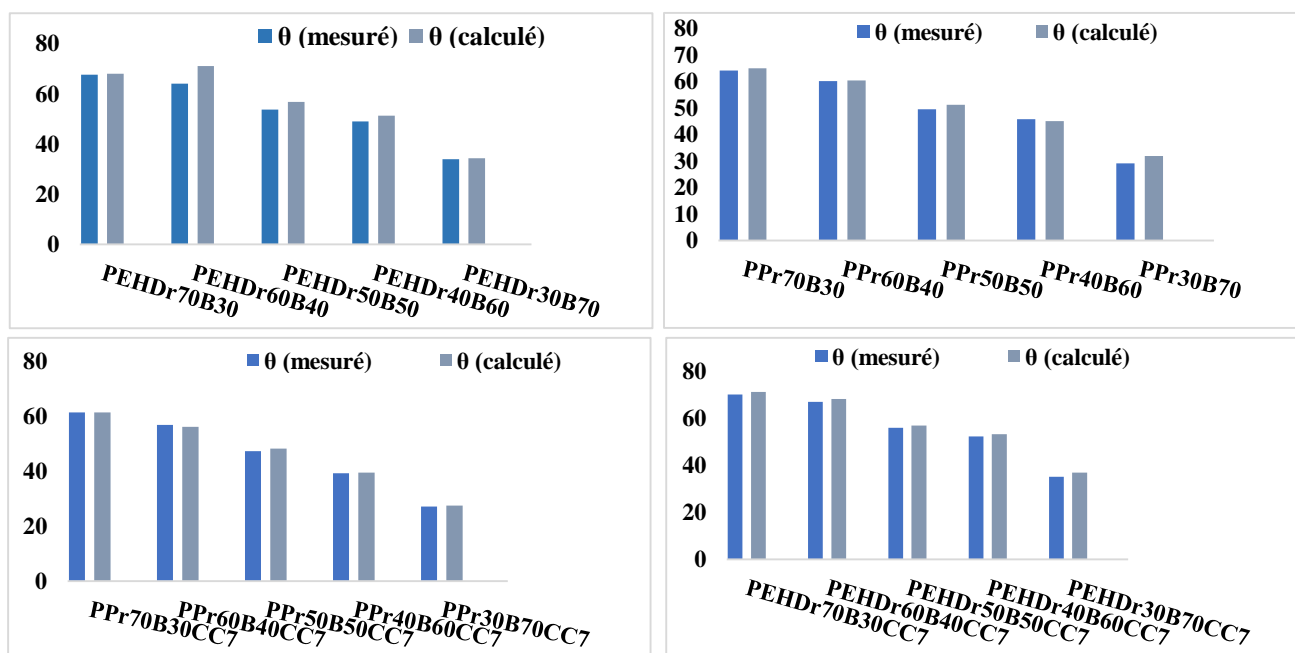 θ (mesuré) θ (calculé)
80
60
40
20
0
PEHDr70B30
PEHDr60B40
PEHDr50B50
PEHDr40B60
PEHDr30B70
θ (mesuré) θ (calculé)
80
70
60
50
40
30
20
10
0
PPr70B30
PPr60B40
PPr50B50
PPr40B60
PPr30B70
θ (mesuré) θ (calculé)
80
60
40
20
0
PPr70B30CC7
PPr60B40CC7
PPr50B50CC7
PPr40B60CC7
PPr30B70CC7
θ (mesuré) θ (calculé)
80
60
40
20
0
PEHDr70B30CC7
PEHDr60B40CC7
PEHDr50B50CC7
PEHDr40B60CC7
PEHDr30B70CC7